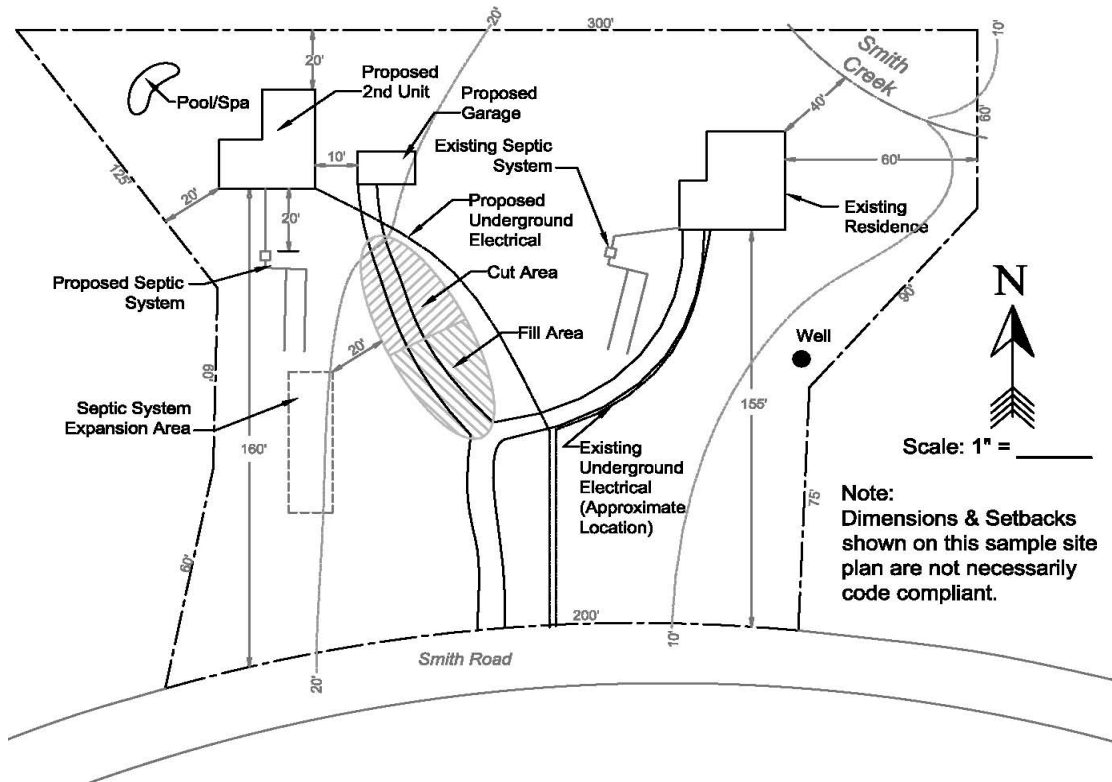 300'
20'
10'
20'
Pool/Spa
Proposed
2nd Unit
Proposed
Garage
Smith
Creek
60'
40'
125'
20'
10'
Existing Septic
System
60'
20'
Proposed
Underground
Electrical
Existing
Residence
Proposed Septic
System
Cut Area
Fill Area
90'
N
Well
20'
60'
Septic System
Expansion Area
160'
155'
Scale: 1" = ______
Existing
Underground
Electrical
(Approximate
Location)
75'
Note:
Dimensions & Setbacks
shown on this sample site
plan are not necessarily
code compliant.
60'
200'
10'
Smith Road
20'